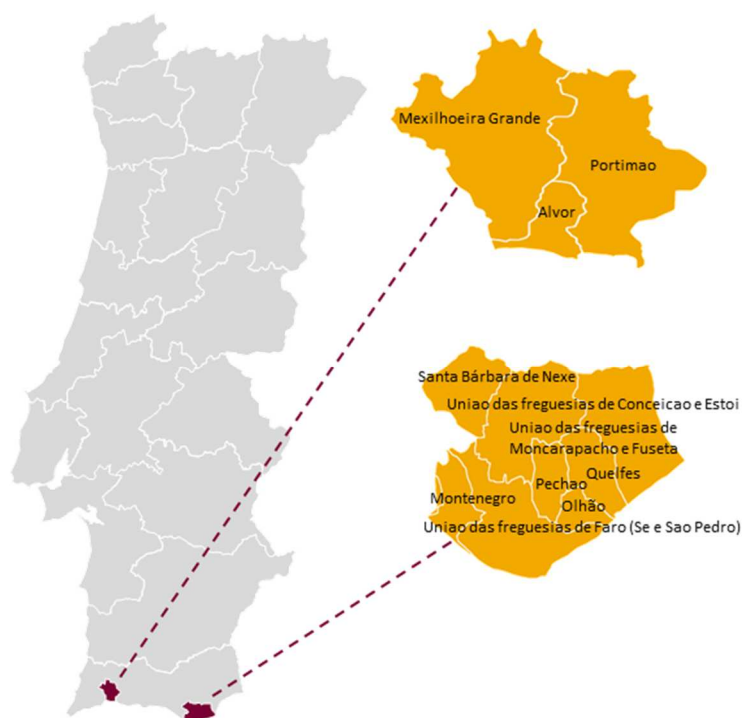 Mexilhoeira Grande
Portimao
Alvor
Santa Bárbara de Nexe
Uniao das freguesias de Conceicao e Estoi
Uniao das freguesias de
Moncarapacho e Fuseta
Quelfes
Pechao
Montenegro
Olhão
Uniao das freguesias de Faro (Se e Sao Pedro)